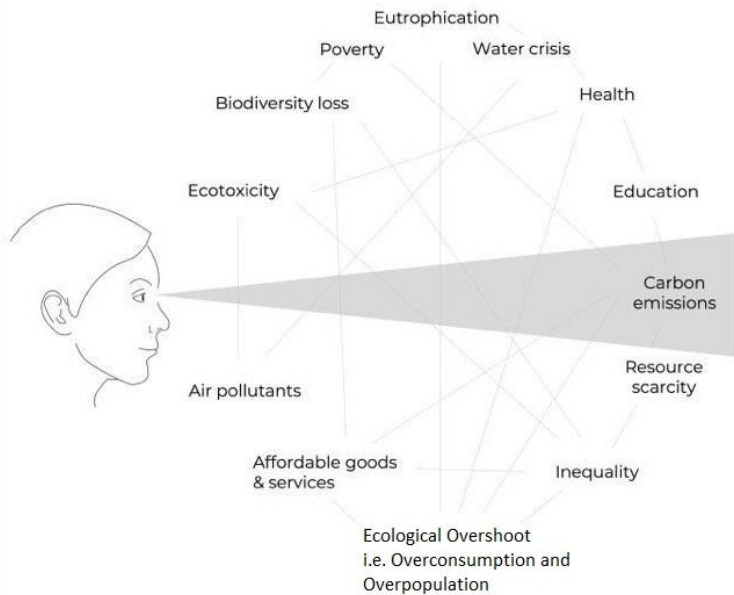 Eutrophication
Poverty
Water crisis
Health
Biodiversity loss
Ecotoxicity
Education
Carbon
emissions
Resource
scarcity
Air pollutants
Affordable goods
& services
Inequality
Ecological Overshoot
i.e. Overconsumption and
Overpopulation